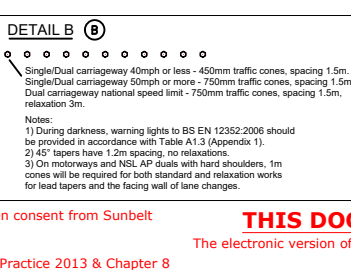 DETAIL B B
Single/Dual carriageway 40mph or less - 450mm traffic cones, spacing 1.5m.
Single/Dual carriageway 50mph or more - 750mm traffic cones, spacing 1.5m
Dual carriageway national speed limit - 750mm traffic cones, spacing 1.5m,
relaxation 3m.
Notes:
1) During darkness, warning lights to BS EN 12352:2006 should
be provided in accordance with Table A1.3 (Appendix 1).
2) 45° tapers have 1.2m spacing, no relaxations.
3) On motorways and NSL AP duals with hard shoulders, 1m
cones will be required for both standard and relaxation works
for lead tapers and the facing wall of lane changes.
n consent from Sunbelt
THIS DOC
The electronic version of
Practice 2013 & Chapter 8